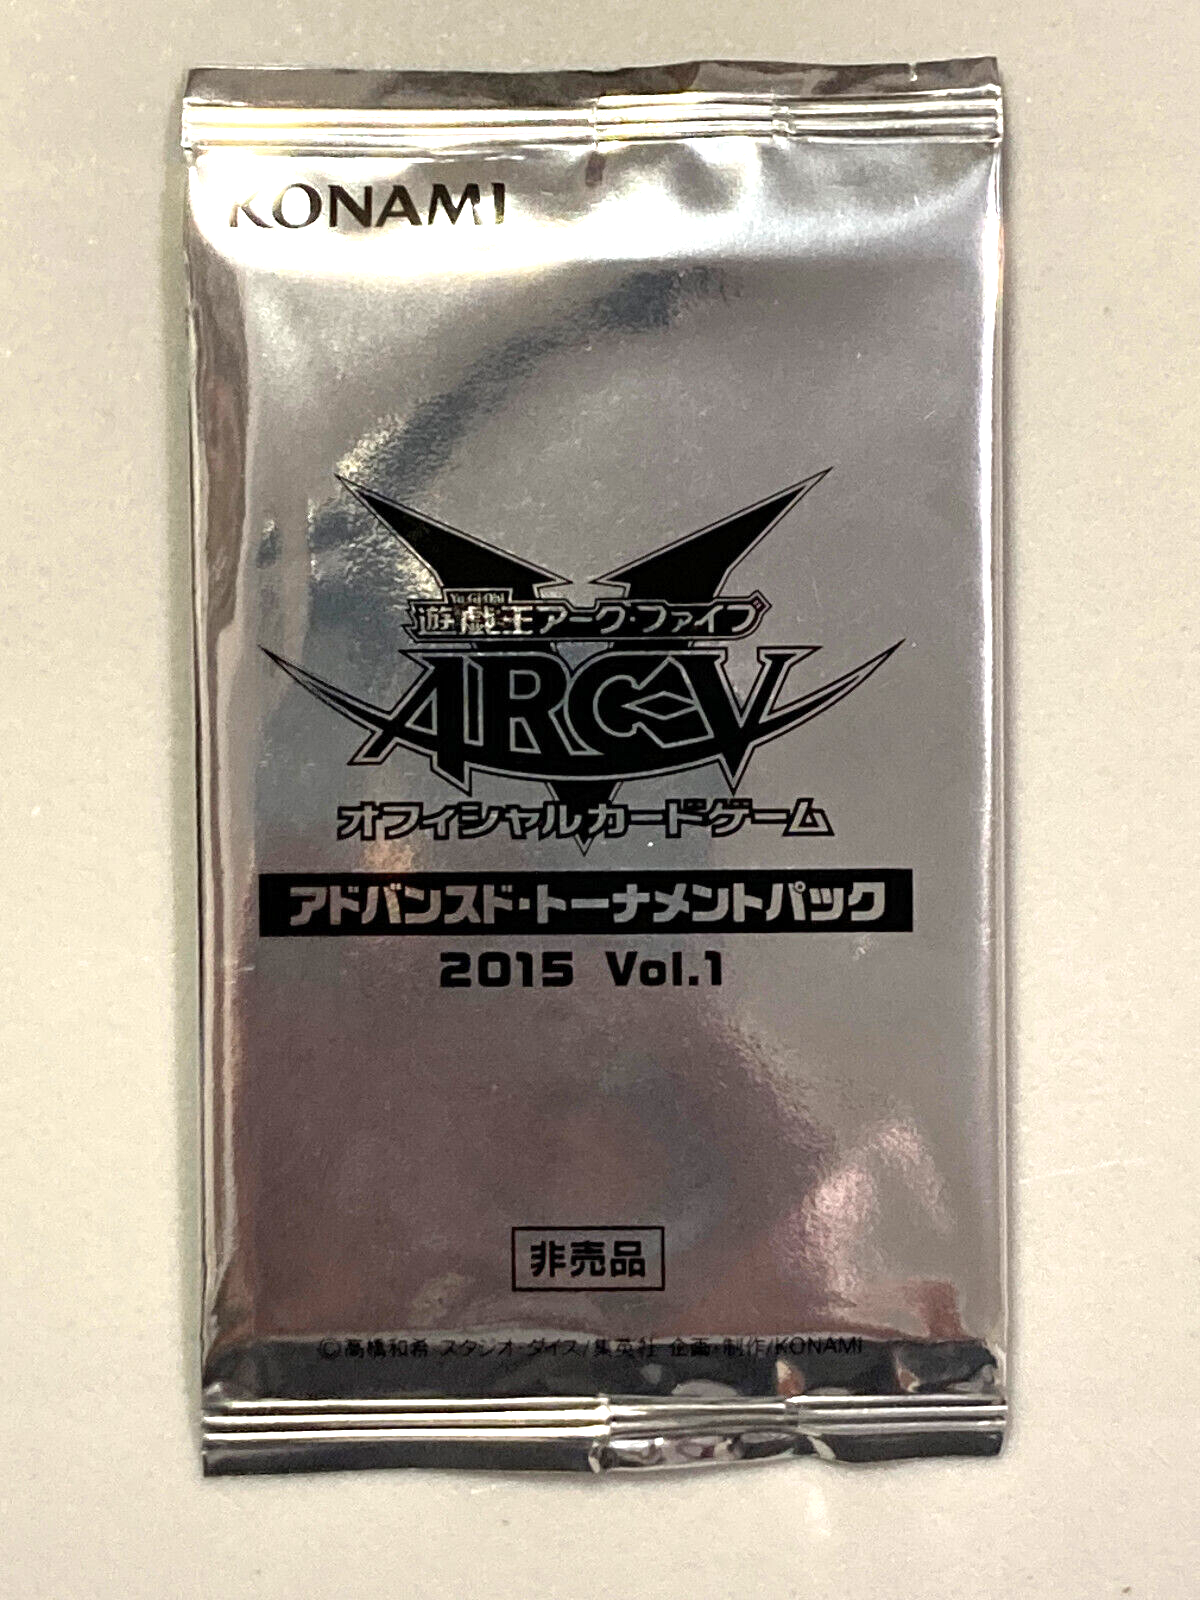 KONAMI
Yu-Gi-Oh!
遊戯王アーク・ファイブ
ARC-V
オフィシャルカードゲーム
アドバンスド・トーナメントパック
2015 Vol.1
非売品
©高橋和希 スタジオ・ダイス/集英社 企画・制作/KONAMI